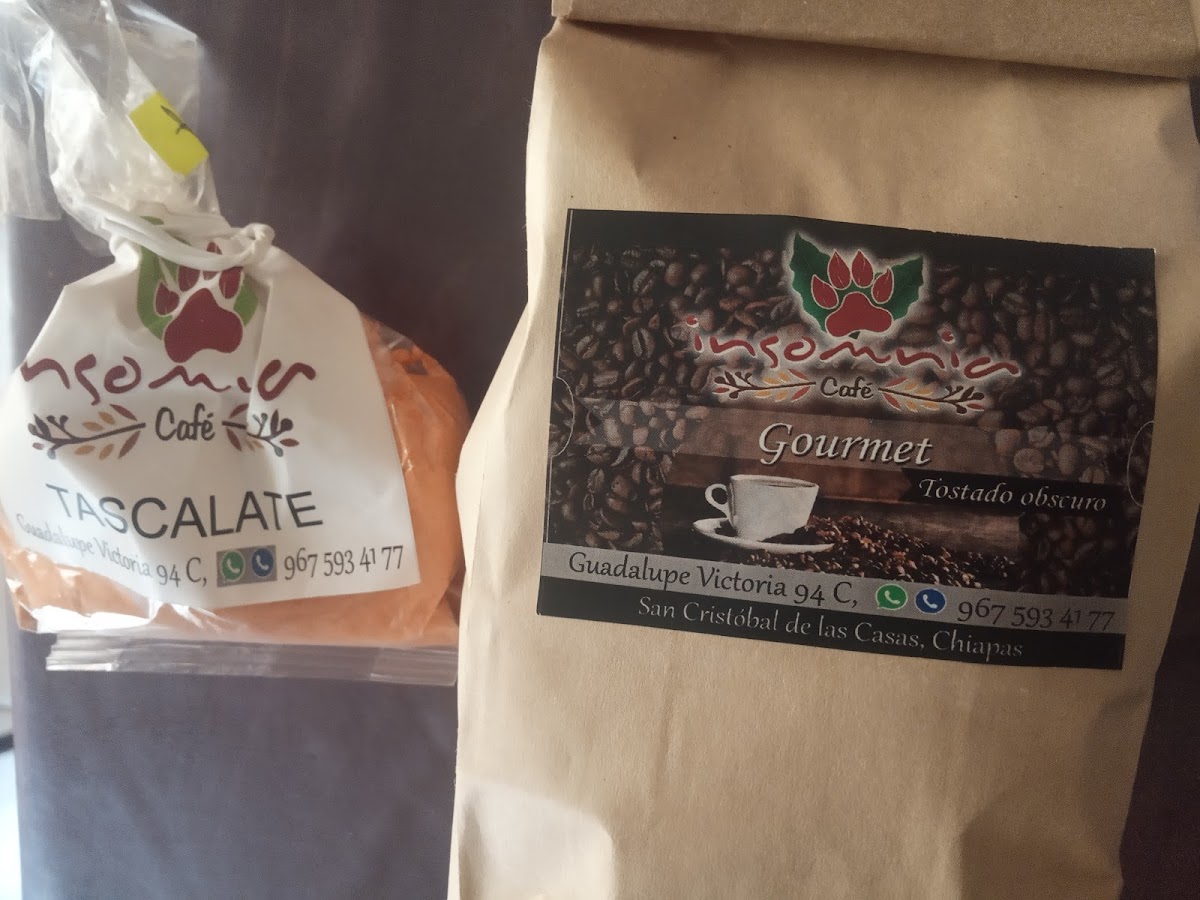 insomnia
Café
TASCALATE
Guadalupe Victoria 94 C, 967 593 41 77
insomnia
Café
Gourmet
Tostado obscuro
Guadalupe Victoria 94 C, 967 593 41 77
San Cristóbal de las Casas, Chiapas